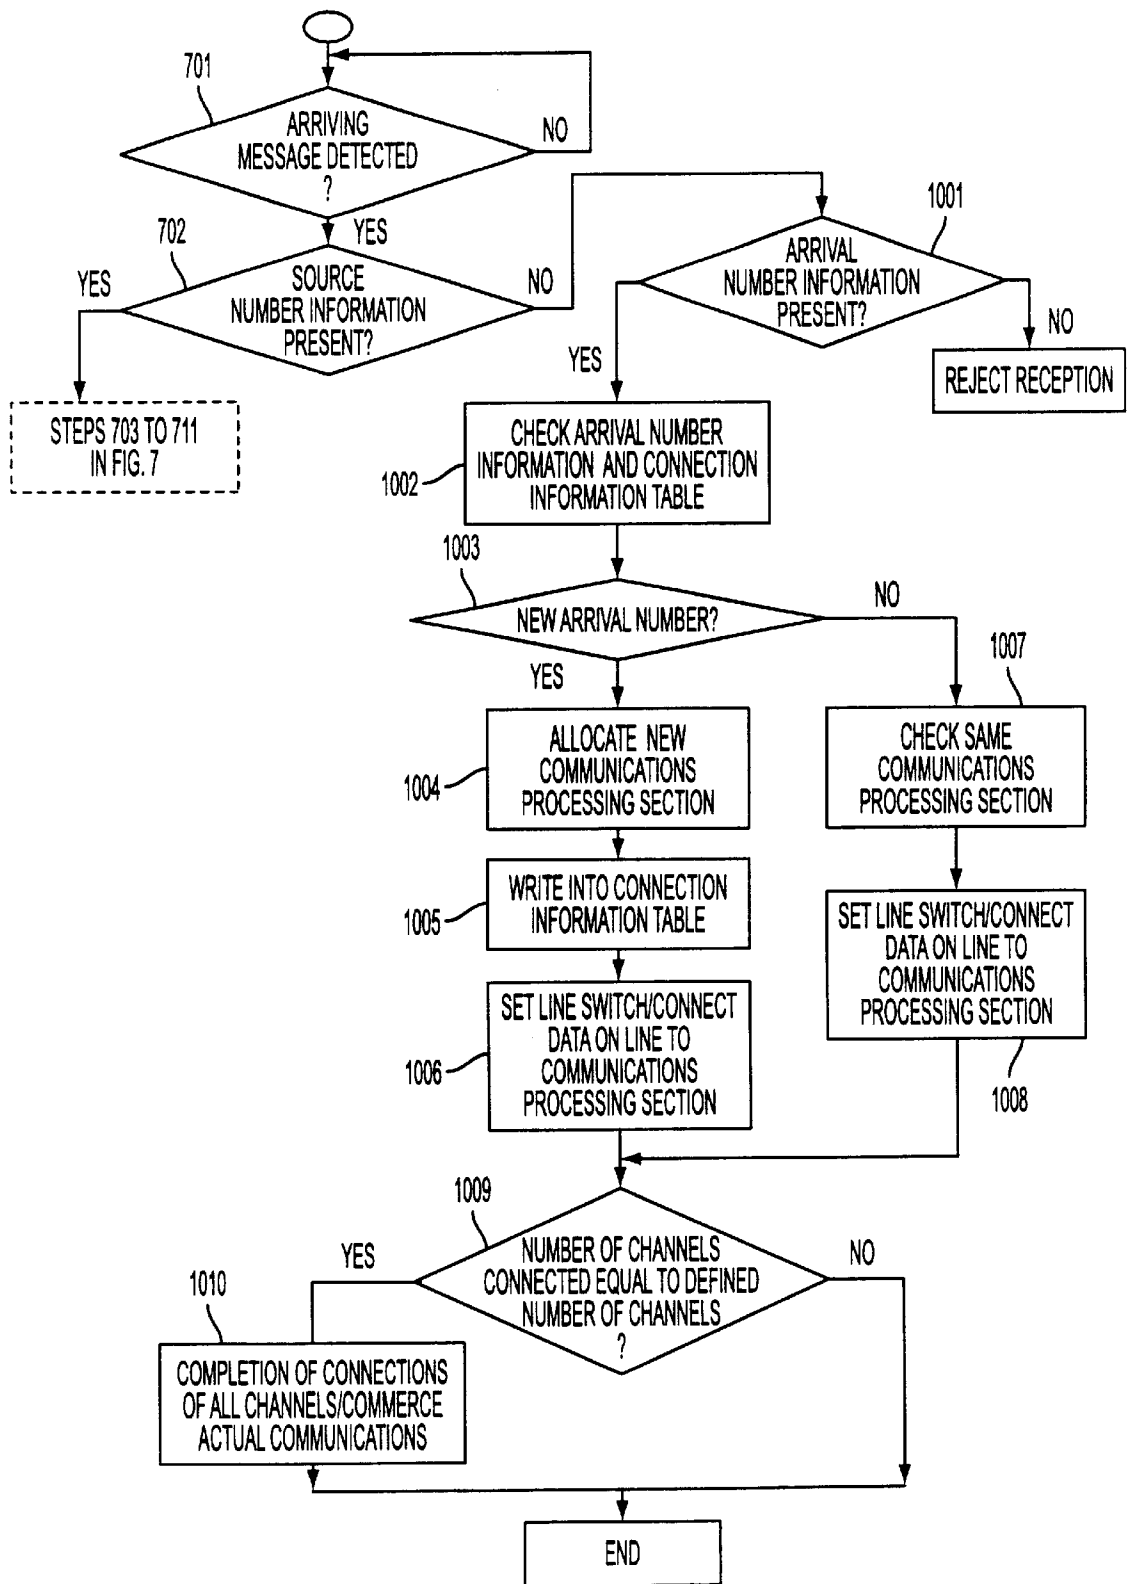 701
ARRIVING
MESSAGE DETECTED
?
NO
YES
702
SOURCE
NUMBER INFORMATION
PRESENT?
YES
NO
STEPS 703 TO 711
IN FIG. 7
1001
ARRIVAL
NUMBER INFORMATION
PRESENT?
YES
NO
REJECT RECEPTION
CHECK ARRIVAL NUMBER
INFORMATION AND CONNECTION
INFORMATION TABLE
1002
1003
NEW ARRIVAL NUMBER?
NO
YES
1007
ALLOCATE NEW
COMMUNICATIONS
PROCESSING SECTION
1004
CHECK SAME
COMMUNICATIONS
PROCESSING SECTION
WRITE INTO CONNECTION
INFORMATION TABLE
1005
SET LINE SWITCH/CONNECT
DATA ON LINE TO
COMMUNICATIONS
PROCESSING SECTION
1008
SET LINE SWITCH/CONNECT
DATA ON LINE TO
COMMUNICATIONS
PROCESSING SECTION
1006
1009
NUMBER OF CHANNELS
CONNECTED EQUAL TO DEFINED
NUMBER OF CHANNELS
?
YES
NO
1010
COMPLETION OF CONNECTIONS
OF ALL CHANNELS/COMMERCE
ACTUAL COMMUNICATIONS
END